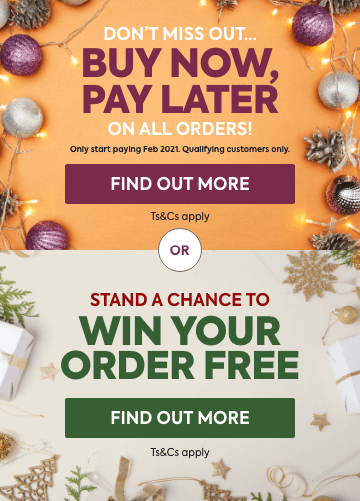 DON'T MISS OUT...
BUY NOW,
PAY LATER
ON ALL ORDERS!
Only start paying Feb 2021. Qualifying customers only.
FIND OUT MORE
Ts&Cs apply
OR
STAND A CHANCE TO
WIN YOUR
ORDER FREE
FIND OUT MORE
Ts&Cs apply